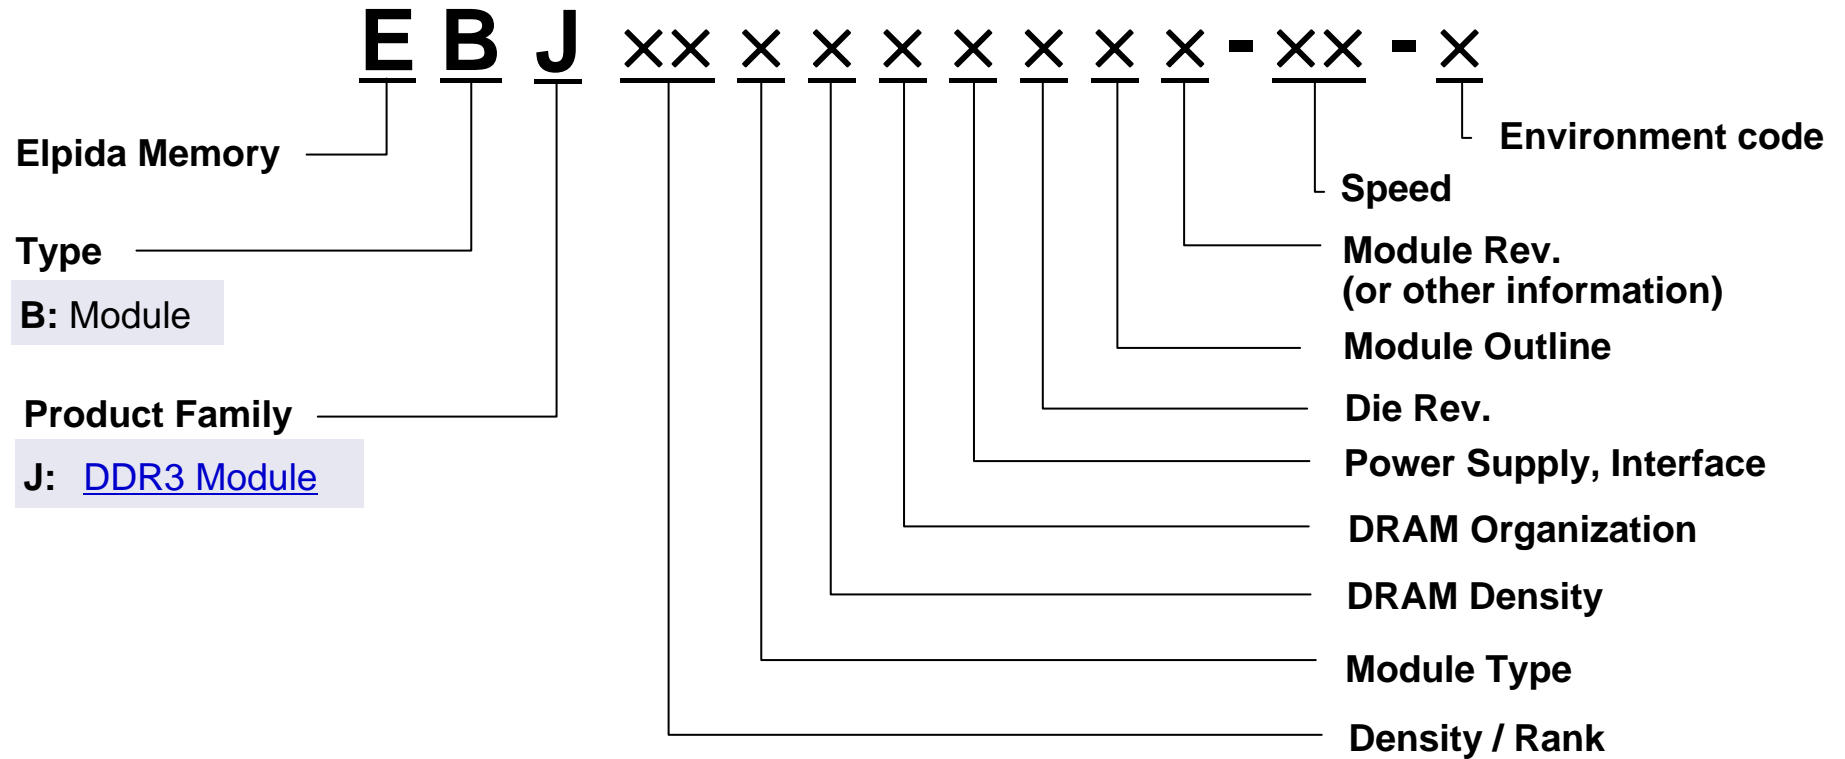 E B J ×× × × × × × × × - ×× - ×
Environment code
Elpida Memory
Speed
Type
Module Rev.
(or other information)
B: Module
Module Outline
Product Family
Die Rev.
J: DDR3 Module
Power Supply, Interface
DRAM Organization
DRAM Density
Module Type
Density / Rank